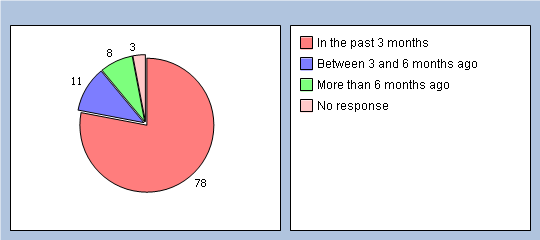 3
8
11
78
In the past 3 months
Between 3 and 6 months ago
More than 6 months ago
No response